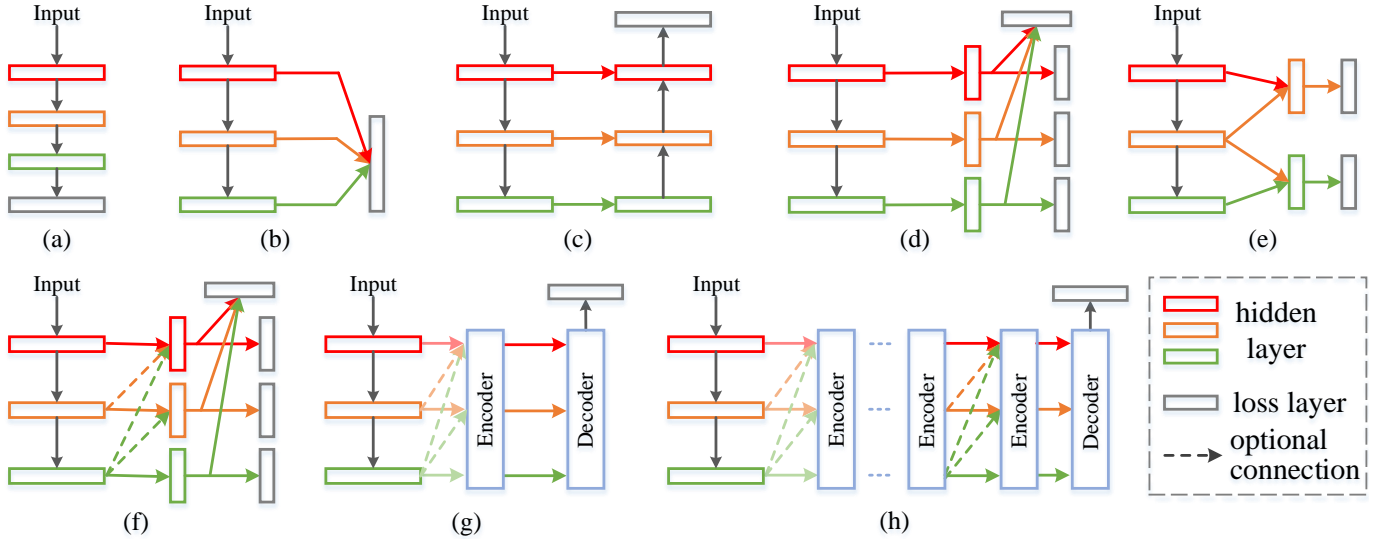 Input
Input
Input
Input
Input
(a)
(b)
(c)
(d)
(e)
Input
Input
Input
Encoder
Decoder
Encoder
Encoder
Encoder
Decoder
hidden
layer
loss layer
optional
connection
(f)
(g)
(h)